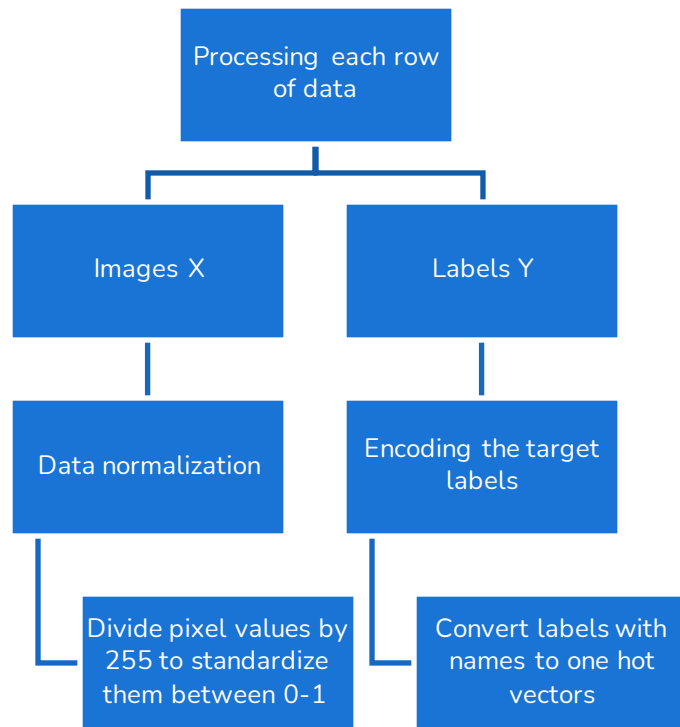 Processing each row
of data
Images X
Labels Y
Data normalization
Encoding the target
labels
Divide pixel values by
255 to standardize
them between 0-1
Convert labels with
names to one hot
vectors